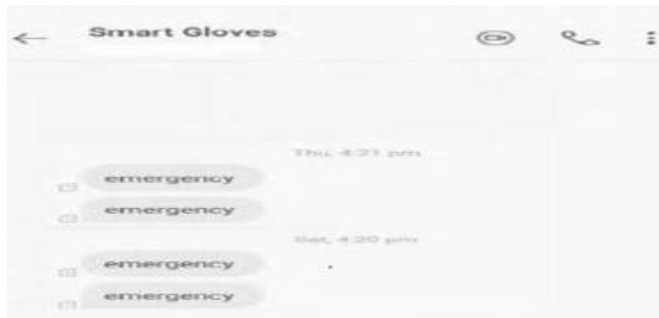 Smart Gloves
Thu, 4:21 pm
emergency
emergency
Sat, 4:20 pm
emergency
emergency